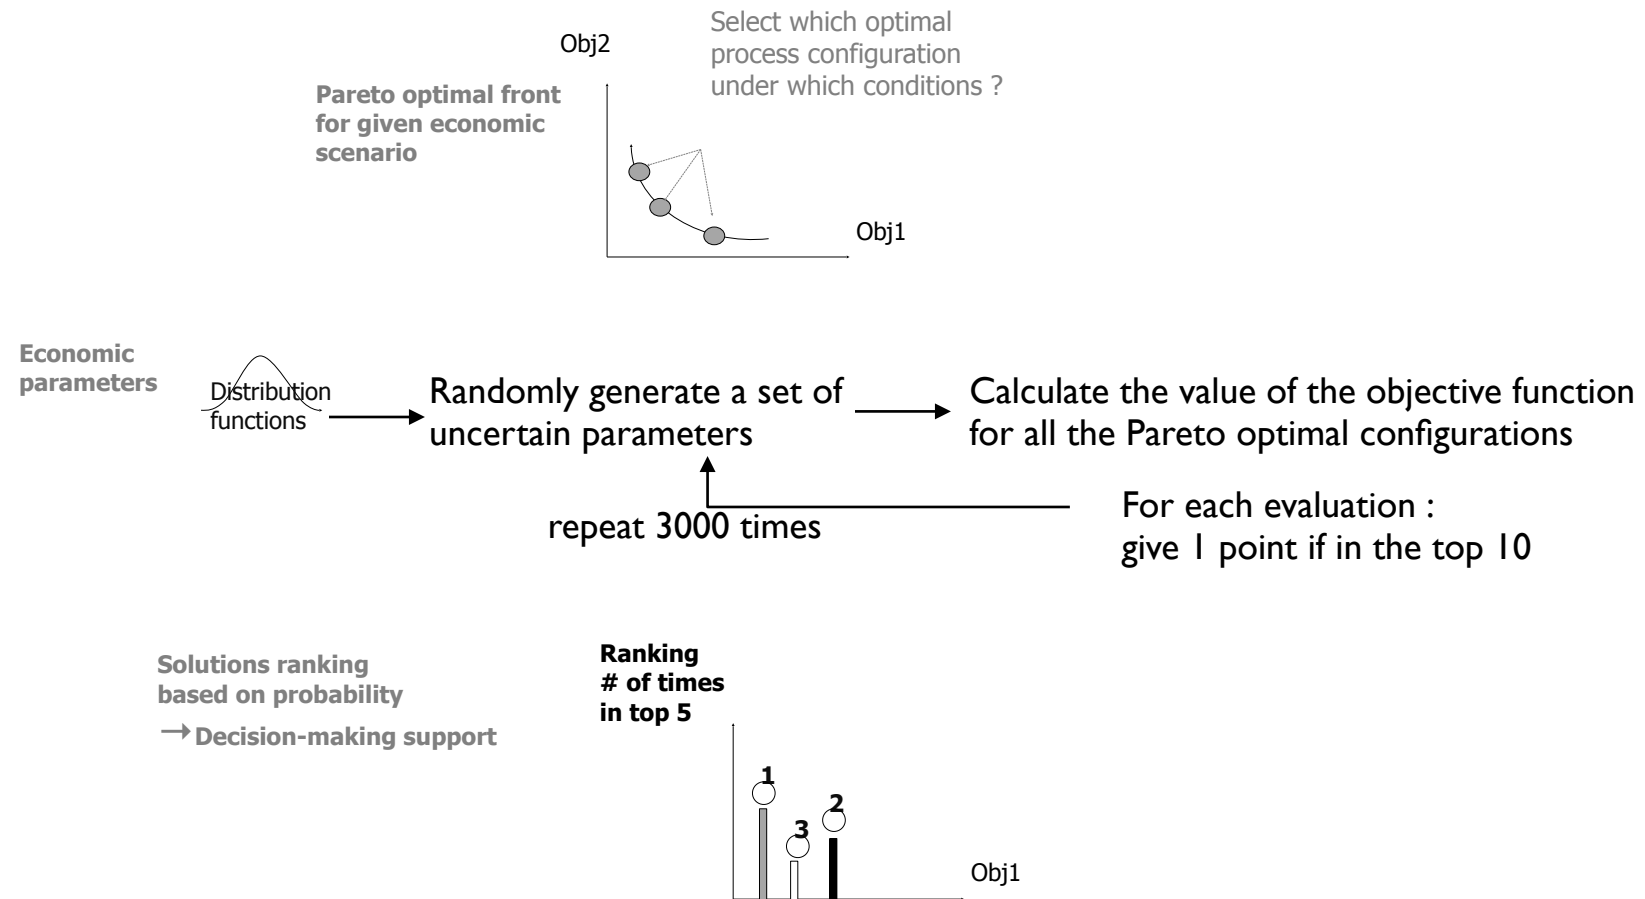 Select which optimal
process configuration
under which conditions ?
Obj2
Pareto optimal front
for given economic
scenario
Obj1
Economic
parameters
Distribution
functions
Randomly generate a set of
uncertain parameters
Calculate the value of the objective function
for all the Pareto optimal configurations
repeat 3000 times
For each evaluation :
give 1 point if in the top 10
Solutions ranking
based on probability
→ Decision-making support
Ranking
# of times
in top 5
1
2
3
Obj1